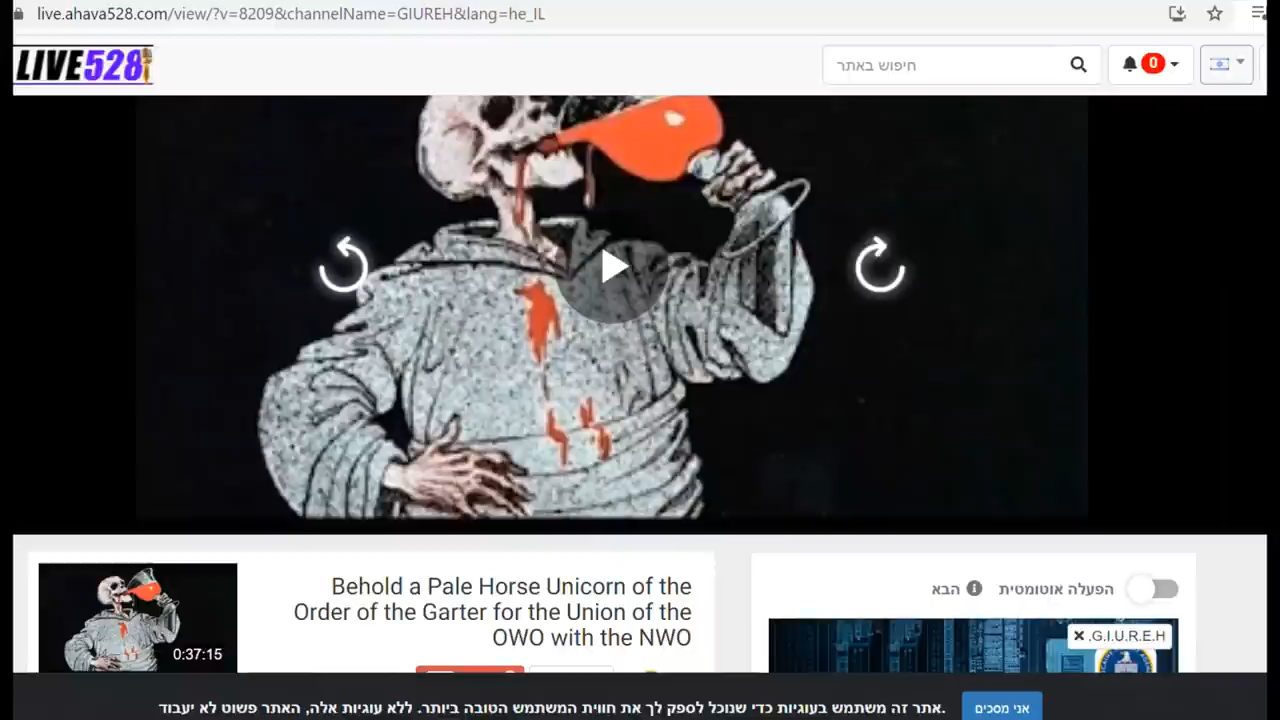 live.ahava528.com/view/?v=8209&channelName=GIUREH&lang=he_IL
LIVE528
חיפוש באתר
0
Behold a Pale Horse Unicorn of the
Order of the Garter for the Union of the
OWO with the NWO
0:37:15
הפעלה אוטומטית הבא
.G.I.U.R.E.H
אתר זה משתמש בעוגיות כדי שנוכל לספק לך את חווית המשתמש הטובה ביותר. ללא עוגיות אלה, האתר פשוט לא יעבוד.
אני מסכים